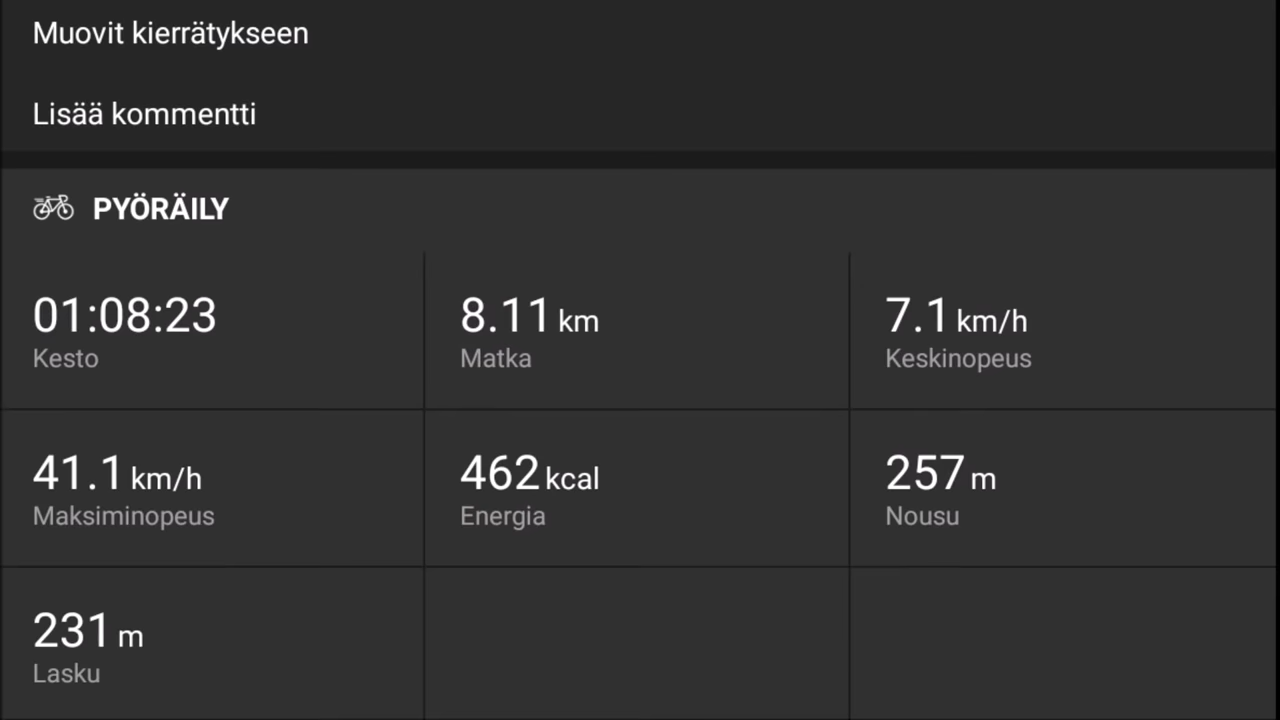 Muovit kierrätykseen
Lisää kommentti
PYÖRÄILY
01:08:23
Kesto
8.11 km
Matka
7.1 km/h
Keskinopeus
41.1 km/h
Maksiminopeus
462 kcal
Energia
257 m
Nousu
231 m
Lasku